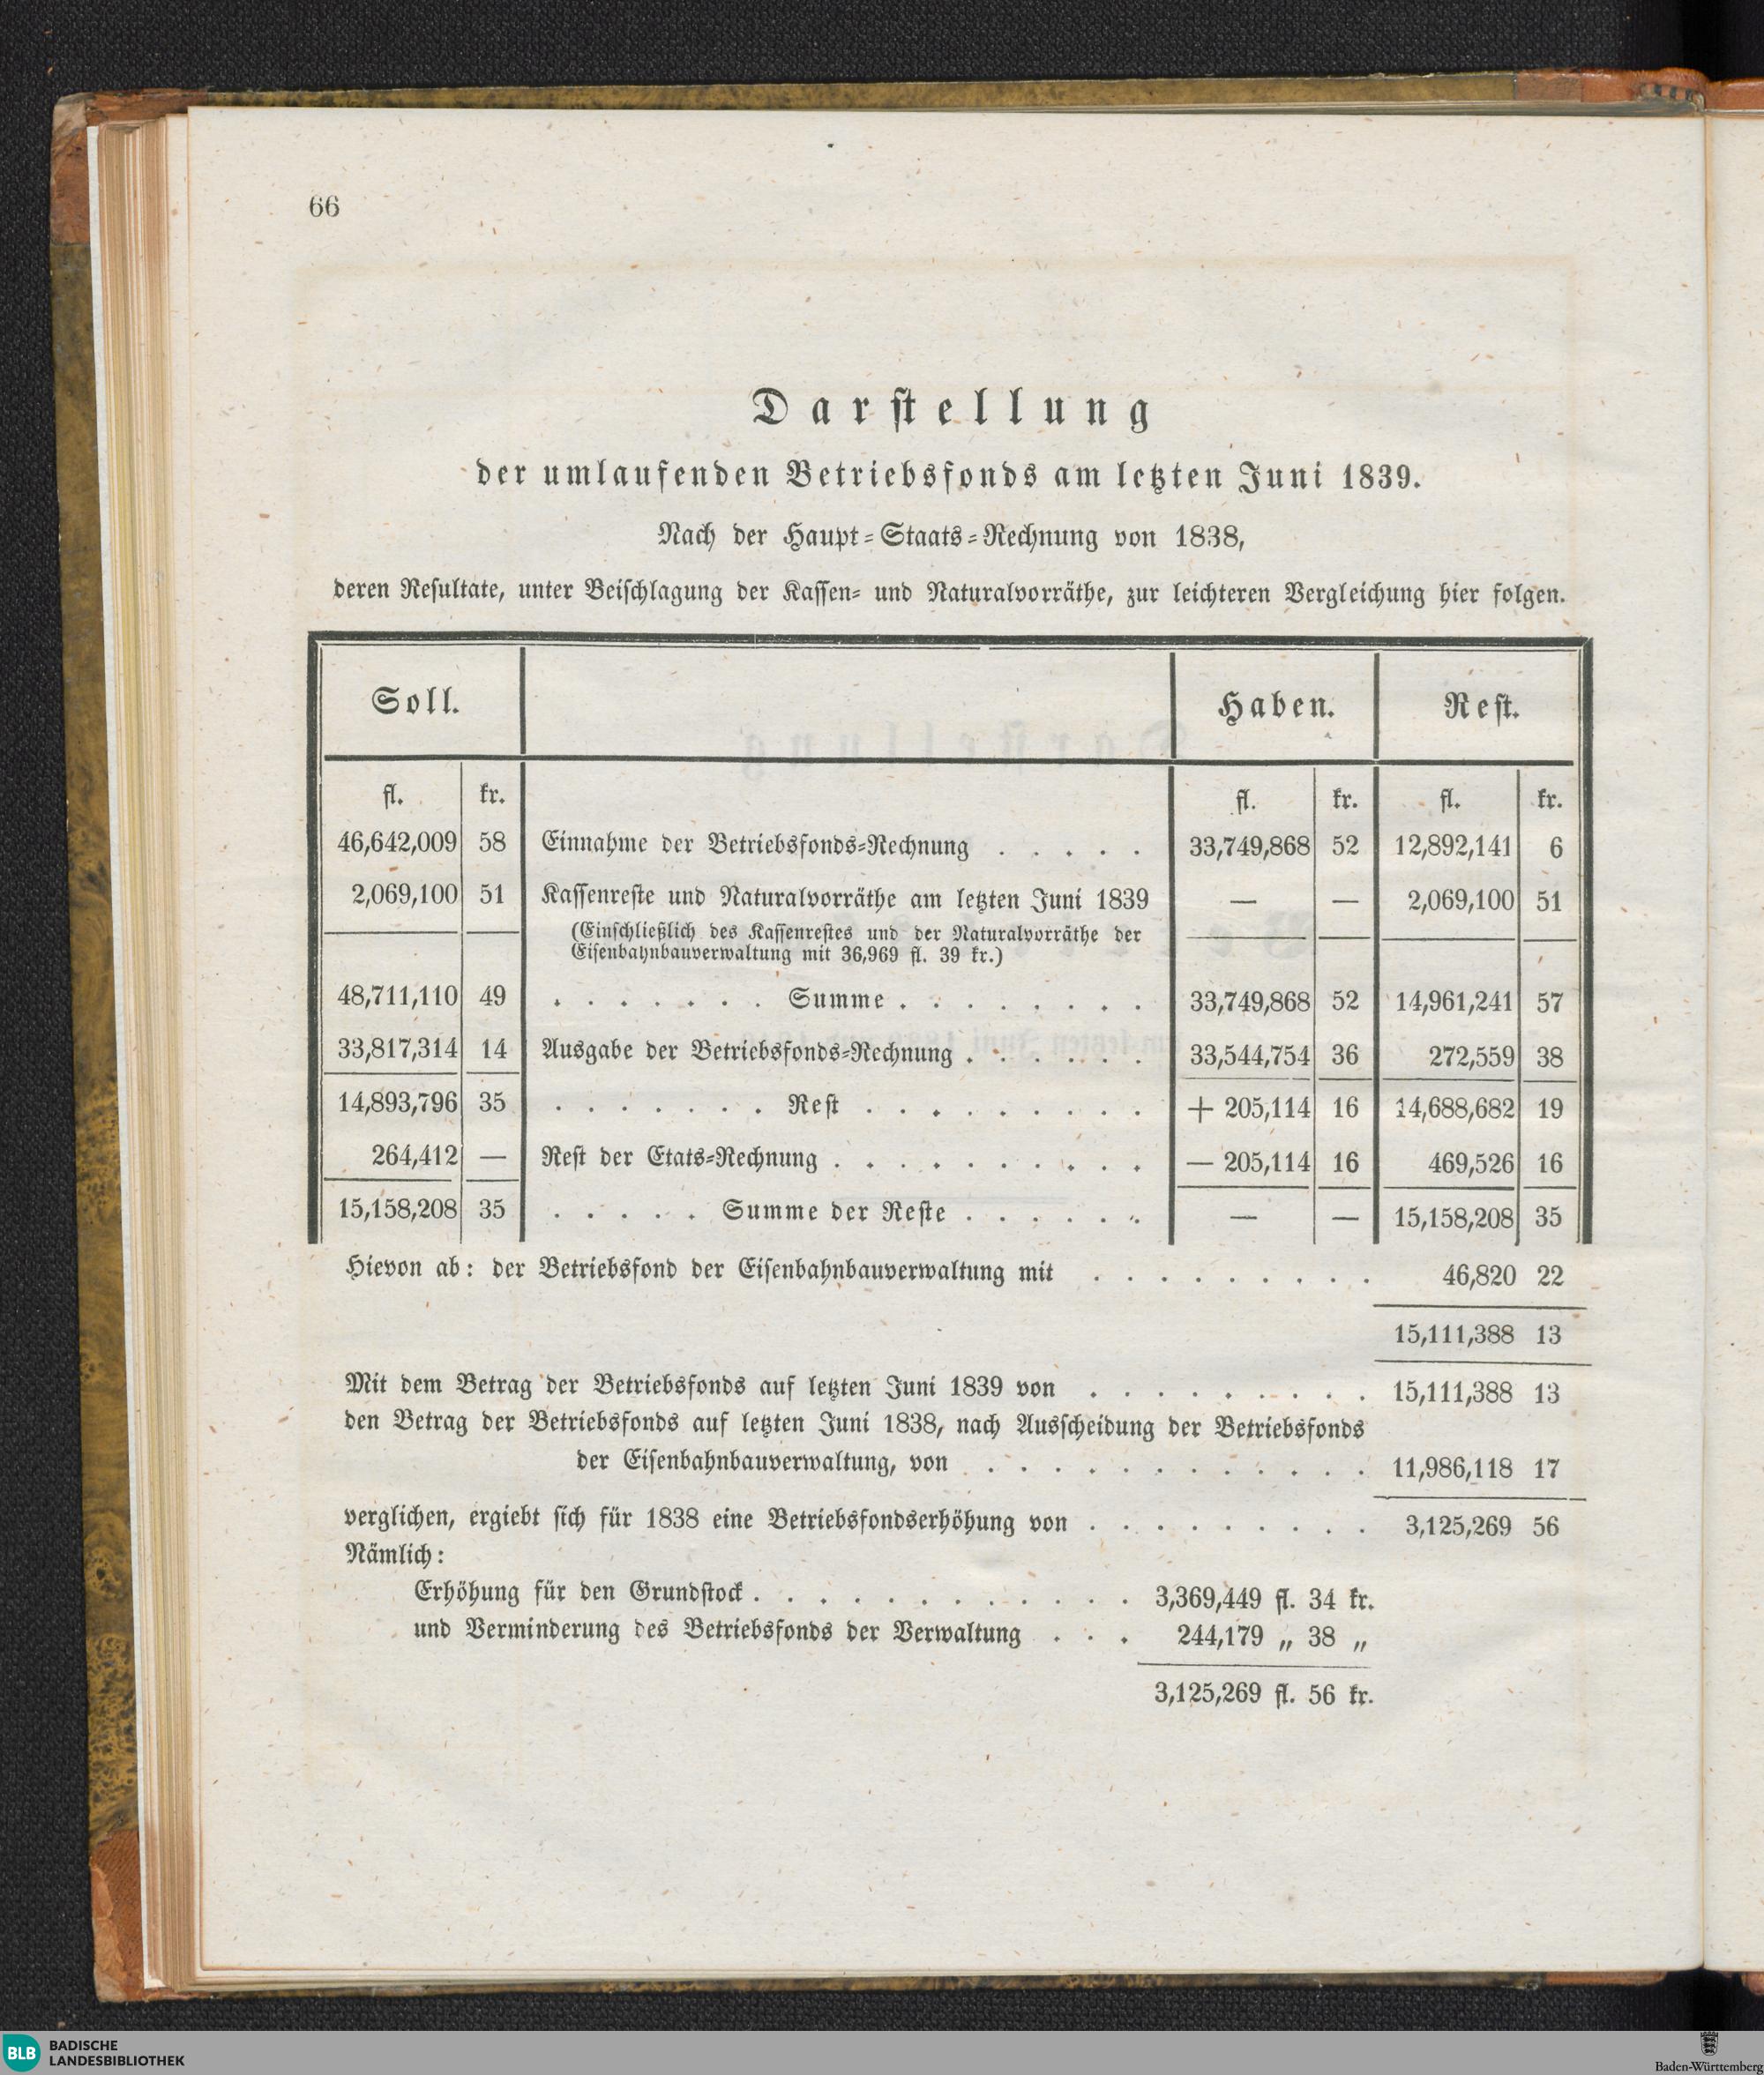 66
Darstellung
der umlaufenden Betriebsfonds am letzten Juni 1839.
Nach der Haupt=Staats=Rechnung von 1838,
deren Resultate, unter Beischlagung der Kassen= und Naturalvorräthe, zur leichteren Vergleichung hier folgen.
Soll. Haben. Rest.
fl. kr. fl. kr. fl. kr.
46,642,009 58 Einnahme der Betriebsfonds=Rechnung . . . . . 33,749,868 52 12,892,141 6
2,069,100 51 Kassenreste und Naturalvorräthe am letzten Juni 1839 — — 2,069,100 51
(Einschließlich des Kassenrestes und der Naturalvorräthe der
Eisenbahnbauverwaltung mit 36,969 fl. 39 kr.)
48,711,110 49 . . . . . . . Summe . . . . . . . . 33,749,868 52 14,961,241 57
33,817,314 14 Ausgabe der Betriebsfonds=Rechnung . . . . . . 33,544,754 36 272,559 38
14,893,796 35 . . . . . . . Rest . . . . . . . . . + 205,114 16 14,688,682 19
264,412 — Rest der Etats=Rechnung . . . . . . . . . . — 205,114 16 469,526 16
15,158,208 35 . . . . . Summe der Reste . . . . . . — — 15,158,208 35
Hievon ab: der Betriebsfond der Eisenbahnbauverwaltung mit . . . . . . . . . 46,820 22
15,111,388 13
Mit dem Betrag der Betriebsfonds auf letzten Juni 1839 von . . . . . . . . . 15,111,388 13
den Betrag der Betriebsfonds auf letzten Juni 1838, nach Ausscheidung der Betriebsfonds
der Eisenbahnbauverwaltung, von . . . . . . . . . . . . 11,986,118 17
verglichen, ergiebt sich für 1838 eine Betriebsfondserhöhung von . . . . . . . . . 3,125,269 56
Nämlich:
Erhöhung für den Grundstock . . . . . . . . . . . . 3,369,449 fl. 34 kr.
und Verminderung des Betriebsfonds der Verwaltung . . . 244,179 „ 38 „
3,125,269 fl. 56 kr.
BLB BADISCHE
LANDESBIBLIOTHEK
Baden-Württemberg